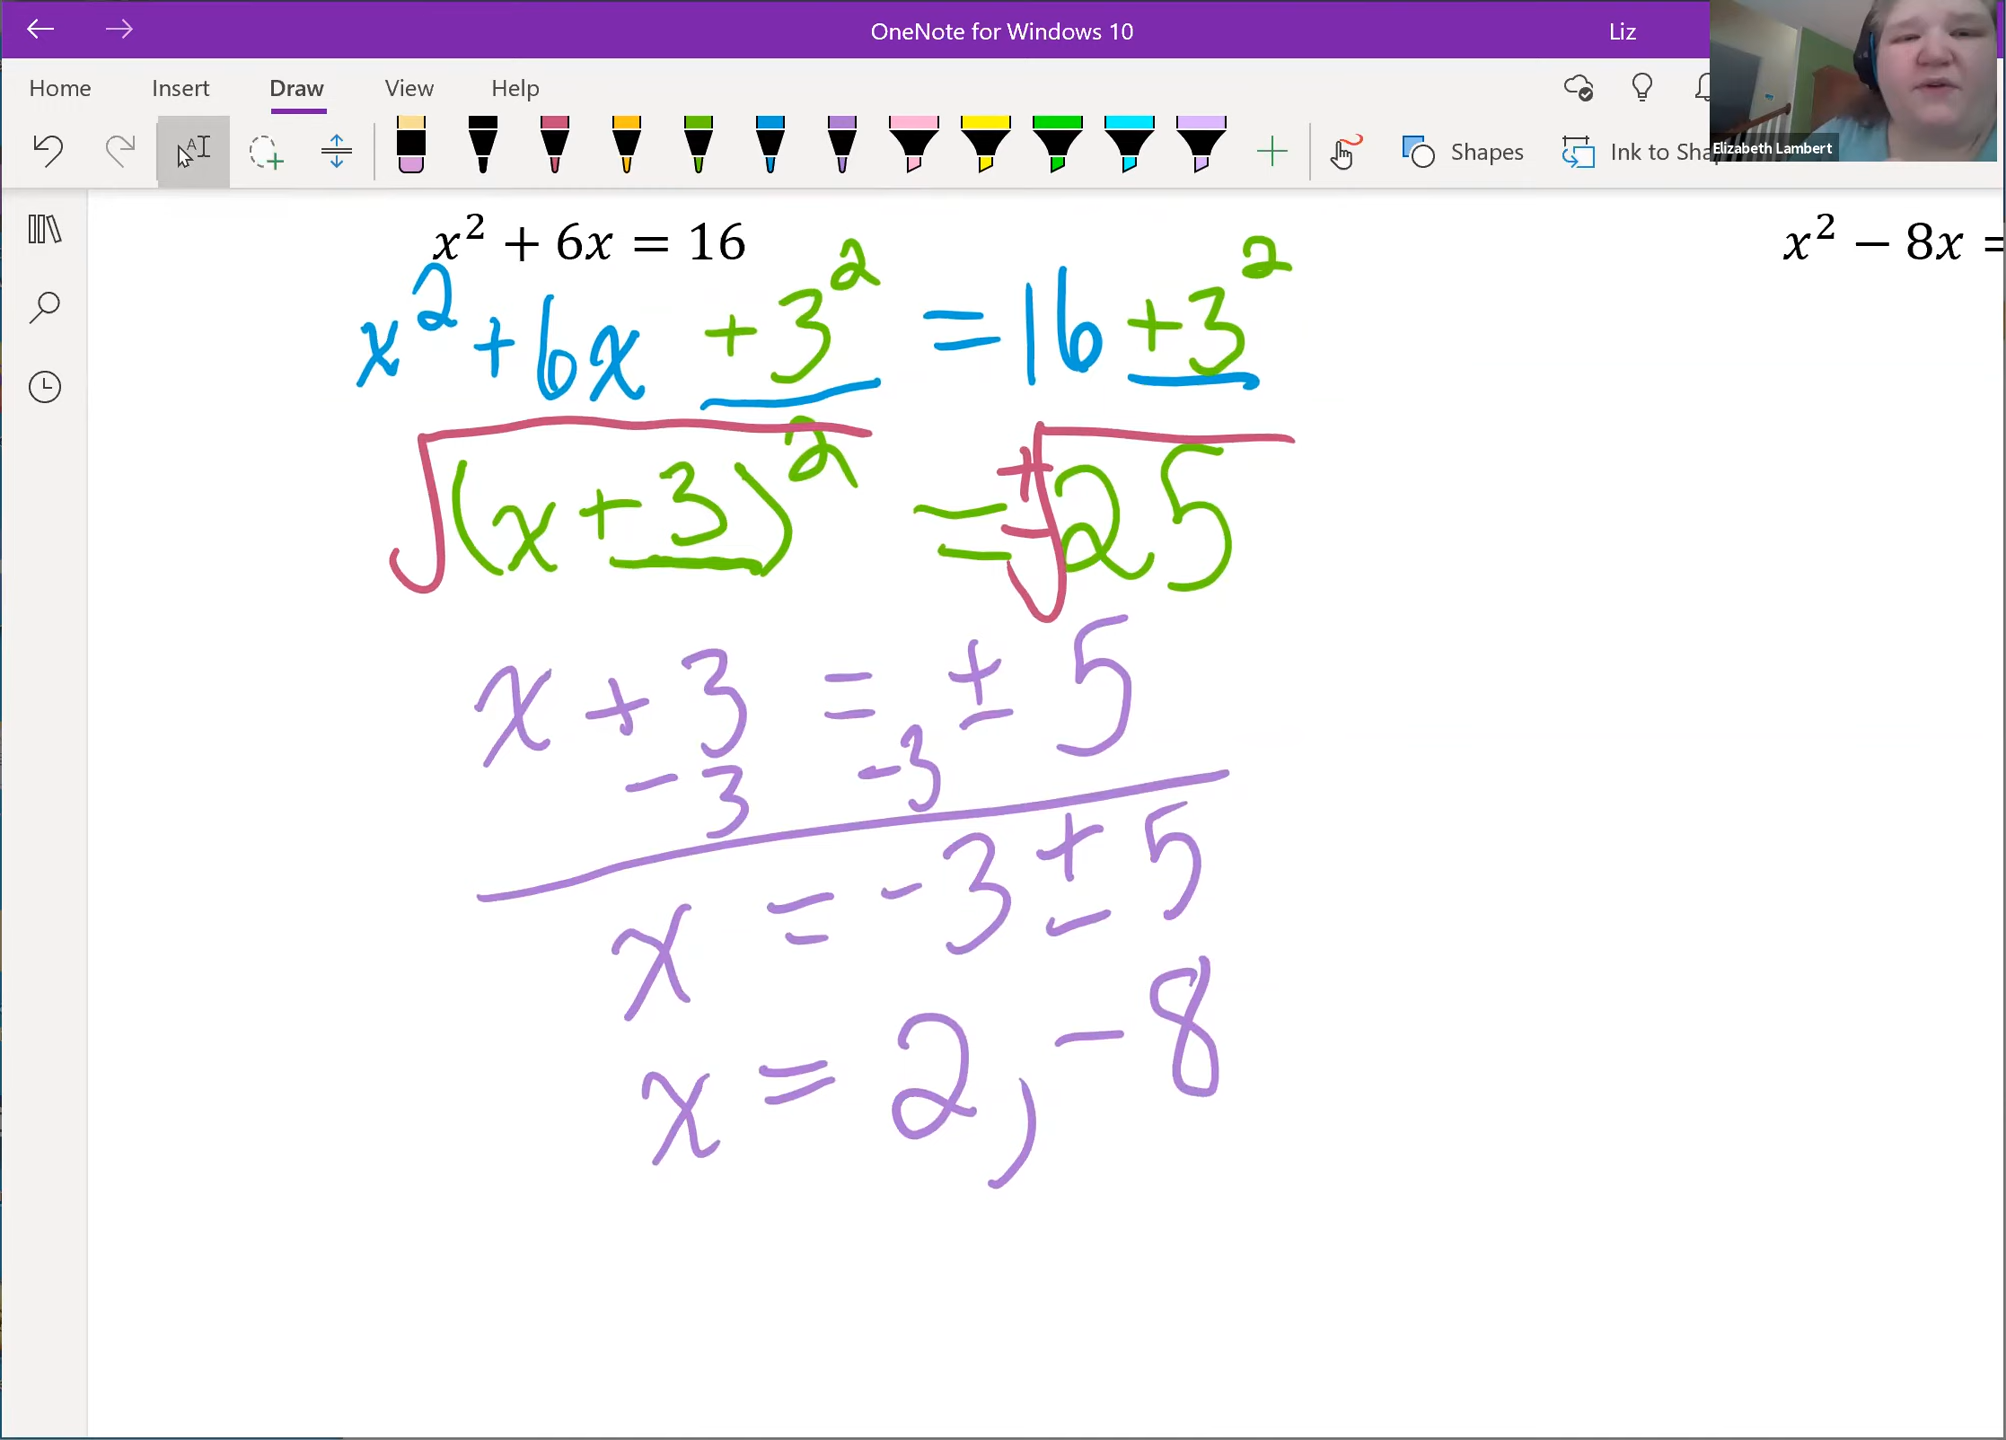 OneNote for Windows 10
Liz
Home Insert Draw View Help
Shapes Ink to Sha
Elizabeth Lambert
x² + 6x = 16
x² − 8x =
x² + 6x + 3² = 16 + 3²
√(x + 3)² = ±√25
x + 3 = ± 5
− 3 −3
x = −3 ± 5
x = 2, −8